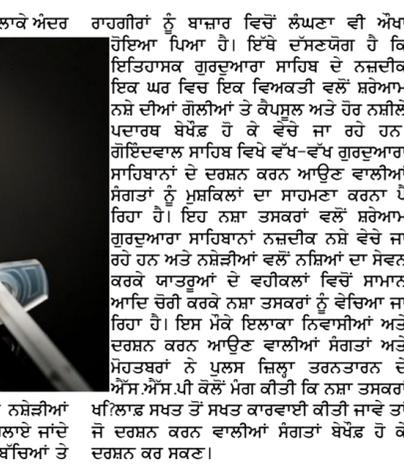 ਲਾਕੇ ਅੰਦਰ
ਨਸ਼ੇੜੀਆਂ
ਲਾਏ ਜਾਂਦੇ
ਬੱਚਿਆਂ ਤੇ
ਰਾਹਗੀਰਾਂ ਨੂੰ ਬਾਜ਼ਾਰ ਵਿਚੋਂ ਲੰਘਣਾ ਵੀ ਔਖਾ
ਹੋਇਆ ਪਿਆ ਹੈ। ਇੱਥੇ ਦੱਸਣਯੋਗ ਹੈ ਕਿ
ਇਤਿਹਾਸਕ ਗੁਰਦੁਆਰਾ ਸਾਹਿਬ ਦੇ ਨਜ਼ਦੀਕ
ਇਕ ਘਰ ਵਿਚ ਇਕ ਵਿਅਕਤੀ ਵਲੋਂ ਸ਼ਰੇਆਮ
ਨਸ਼ੇ ਦੀਆਂ ਗੋਲੀਆਂ ਤੇ ਕੈਪਸੂਲ ਅਤੇ ਹੋਰ ਨਸ਼ੀਲੇ
ਪਦਾਰਥ ਬੇਖੌਫ਼ ਹੋ ਕੇ ਵੇਚੇ ਜਾ ਰਹੇ ਹਨ
ਗੋਇੰਦਵਾਲ ਸਾਹਿਬ ਵਿਖੇ ਵੱਖ-ਵੱਖ ਗੁਰਦੁਆਰਾ
ਸਾਹਿਬਾਨਾਂ ਦੇ ਦਰਸ਼ਨ ਕਰਨ ਆਉਣ ਵਾਲੀਆਂ
ਸੰਗਤਾਂ ਨੂੰ ਮੁਸ਼ਕਿਲਾਂ ਦਾ ਸਾਹਮਣਾ ਕਰਨਾ ਪੈ
ਰਿਹਾ ਹੈ। ਇਹ ਨਸ਼ਾ ਤਸਕਰਾਂ ਵਲੋਂ ਸ਼ਰੇਆਮ
ਗੁਰਦੁਆਰਾ ਸਾਹਿਬਾਨਾਂ ਨਜ਼ਦੀਕ ਨਸ਼ੇ ਵੇਚੇ ਜਾ
ਰਹੇ ਹਨ ਅਤੇ ਨਸ਼ੇੜੀਆਂ ਵਲੋਂ ਨਸ਼ਿਆਂ ਦਾ ਸੇਵਨ
ਕਰਕੇ ਯਾਤਰੂਆਂ ਦੇ ਵਹੀਕਲਾਂ ਵਿਚੋਂ ਸਾਮਾਨ
ਆਦਿ ਚੋਰੀ ਕਰਕੇ ਨਸ਼ਾ ਤਸਕਰਾਂ ਨੂੰ ਵੇਚਿਆ ਜਾ
ਰਿਹਾ ਹੈ। ਇਸ ਮੌਕੇ ਇਲਾਕਾ ਨਿਵਾਸੀਆਂ ਅਤੇ
ਦਰਸ਼ਨ ਕਰਨ ਆਉਣ ਵਾਲੀਆਂ ਸੰਗਤਾਂ ਅਤੇ
ਮੋਹਤਬਰਾਂ ਨੇ ਪੁਲਸ ਜ਼ਿਲ੍ਹਾ ਤਰਨਤਾਰਨ ਦੇ
ਐੱਸ.ਐੱਸ.ਪੀ ਕੋਲੋਂ ਮੰਗ ਕੀਤੀ ਕਿ ਨਸ਼ਾ ਤਸਕਰਾਂ
ਖਿਲਾਫ਼ ਸਖਤ ਤੋਂ ਸਖਤ ਕਾਰਵਾਈ ਕੀਤੀ ਜਾਵੇ ਤਾਂ
ਜੋ ਦਰਸ਼ਨ ਕਰਨ ਵਾਲੀਆਂ ਸੰਗਤਾਂ ਬੇਖੌਫ਼ ਹੋ ਕੇ
ਦਰਸ਼ਨ ਕਰ ਸਕਣ।